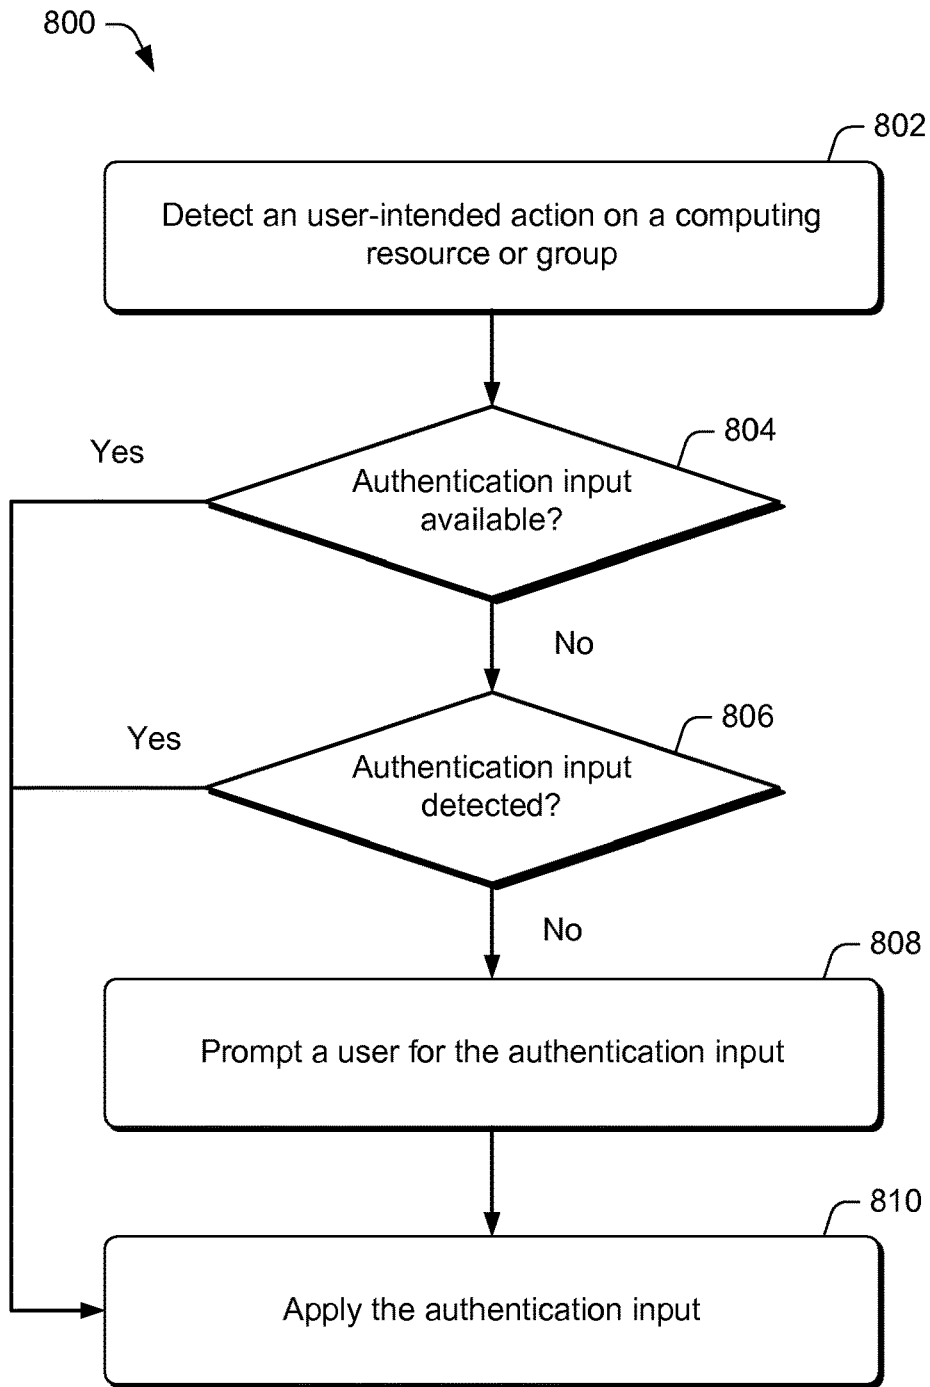 800
802
Detect an user-intended action on a computing
resource or group
804
Yes
Authentication input
available?
No
806
Yes
Authentication input
detected?
No
808
Prompt a user for the authentication input
810
Apply the authentication input